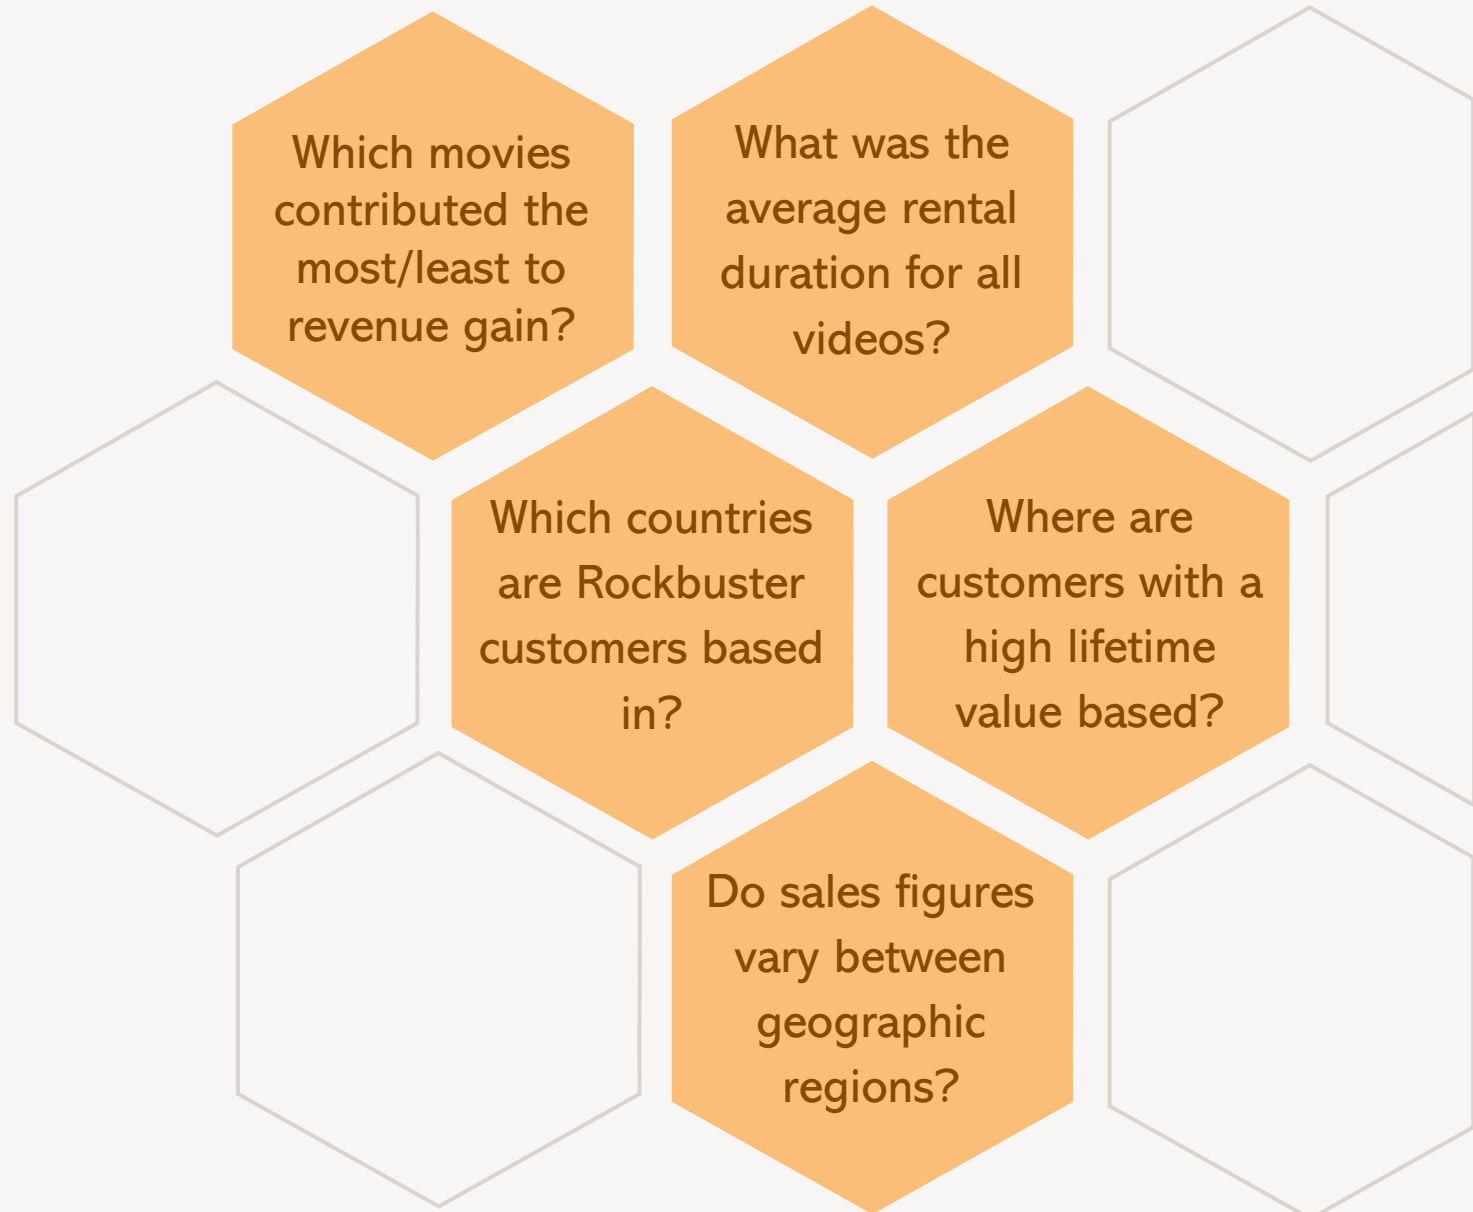 Which movies
contributed the
most/least to
revenue gain?
What was the
average rental
duration for all
videos?
Which countries
are Rockbuster
customers based
in?
Where are
customers with a
high lifetime
value based?
Do sales figures
vary between
geographic
regions?